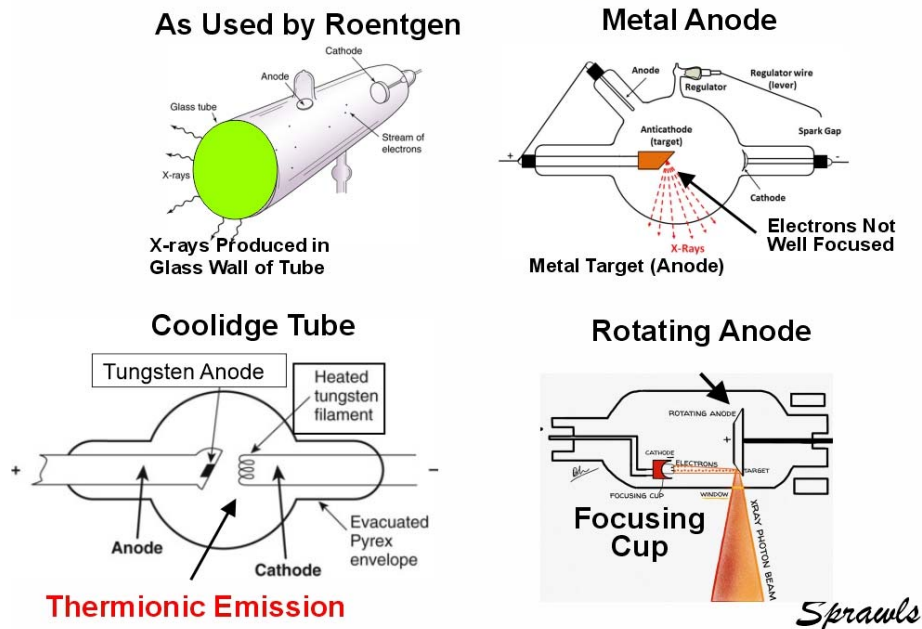 As Used by Roentgen
Cathode
Anode
Glass tube
Stream of
electrons
X-rays
X-rays Produced in
Glass Wall of Tube
Metal Anode
Anode
Regulator
Regulator wire
(lever)
Anticathode
(target)
Spark Gap
+
-
Cathode
X-Rays
Electrons Not
Well Focused
Metal Target (Anode)
Coolidge Tube
Tungsten Anode
Heated
tungsten
filament
+
–
Anode
Cathode
Evacuated
Pyrex
envelope
Thermionic Emission
Rotating Anode
ROTATING ANODE
+
CATHODE
–
ELECTRONS
TARGET
FOCUSING CUP
WINDOW
Focusing
Cup
XRAY PHOTON BEAM
Sprawls